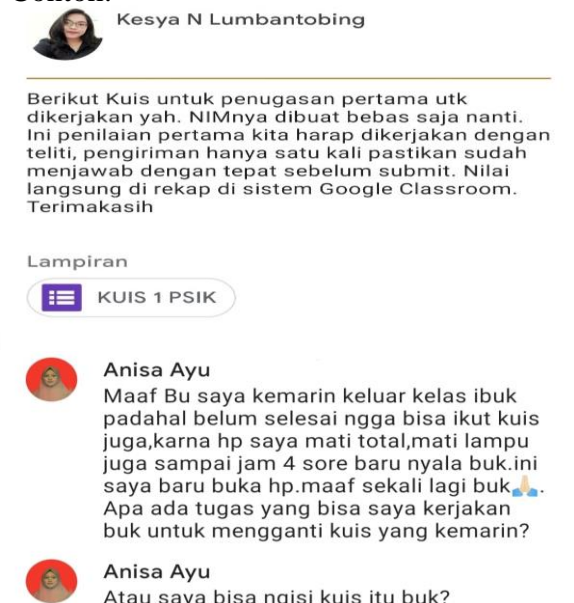 Kesya N Lumbantobing
Berikut Kuis untuk penugasan pertama utk
dikerjakan yah. NIMnya dibuat bebas saja nanti.
Ini penilaian pertama kita harap dikerjakan dengan
teliti, pengiriman hanya satu kali pastikan sudah
menjawab dengan tepat sebelum submit. Nilai
langsung di rekap di sistem Google Classroom.
Terimakasih
Lampiran
KUIS 1 PSIK
Anisa Ayu
Maaf Bu saya kemarin keluar kelas ibuk
padahal belum selesai ngga bisa ikut kuis
juga,karna hp saya mati total,mati lampu
juga sampai jam 4 sore baru nyala buk.ini
saya baru buka hp.maaf sekali lagi buk🙏🏻.
Apa ada tugas yang bisa saya kerjakan
buk untuk mengganti kuis yang kemarin?
Anisa Ayu
Atau saya bisa ngisi kuis itu buk?